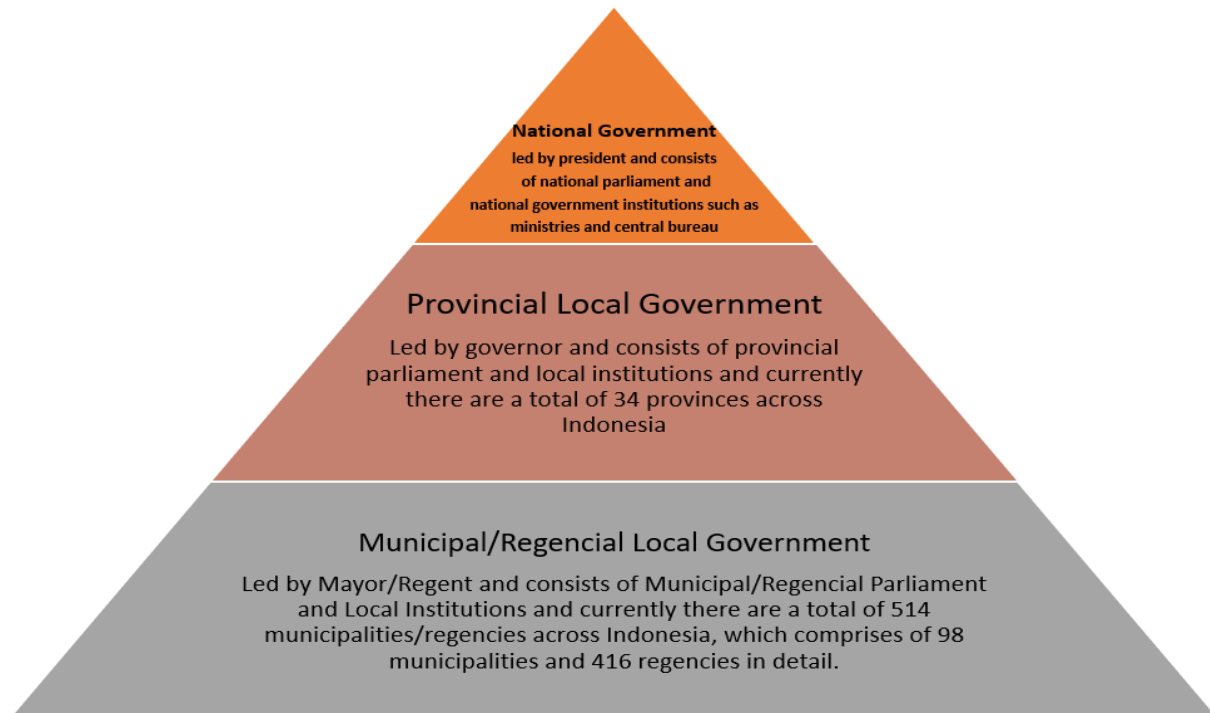 National Government
led by president and consists
of national parliament and
national government institutions such as
ministries and central bureau
Provincial Local Government
Led by governor and consists of provincial
parliament and local institutions and currently
there are a total of 34 provinces across
Indonesia
Municipal/Regencial Local Government
Led by Mayor/Regent and consists of Municipal/Regencial Parliament
and Local Institutions and currently there are a total of 514
municipalities/regencies across Indonesia, which comprises of 98
municipalities and 416 regencies in detail.